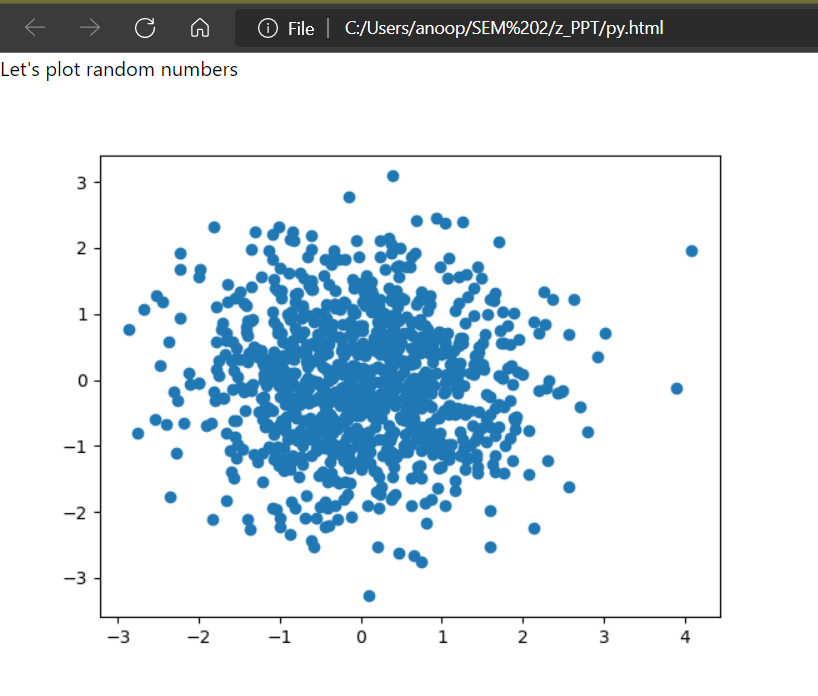 File | C:/Users/anoop/SEM%202/z_PPT/py.html
Let's plot random numbers
3
2
1
0
−1
−2
−3
−3 −2 −1 0 1 2 3 4